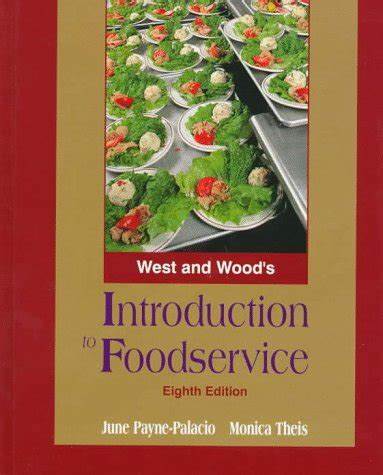 West and Wood's
Introduction
to Foodservice
Eighth Edition
June Payne-Palacio Monica Theis